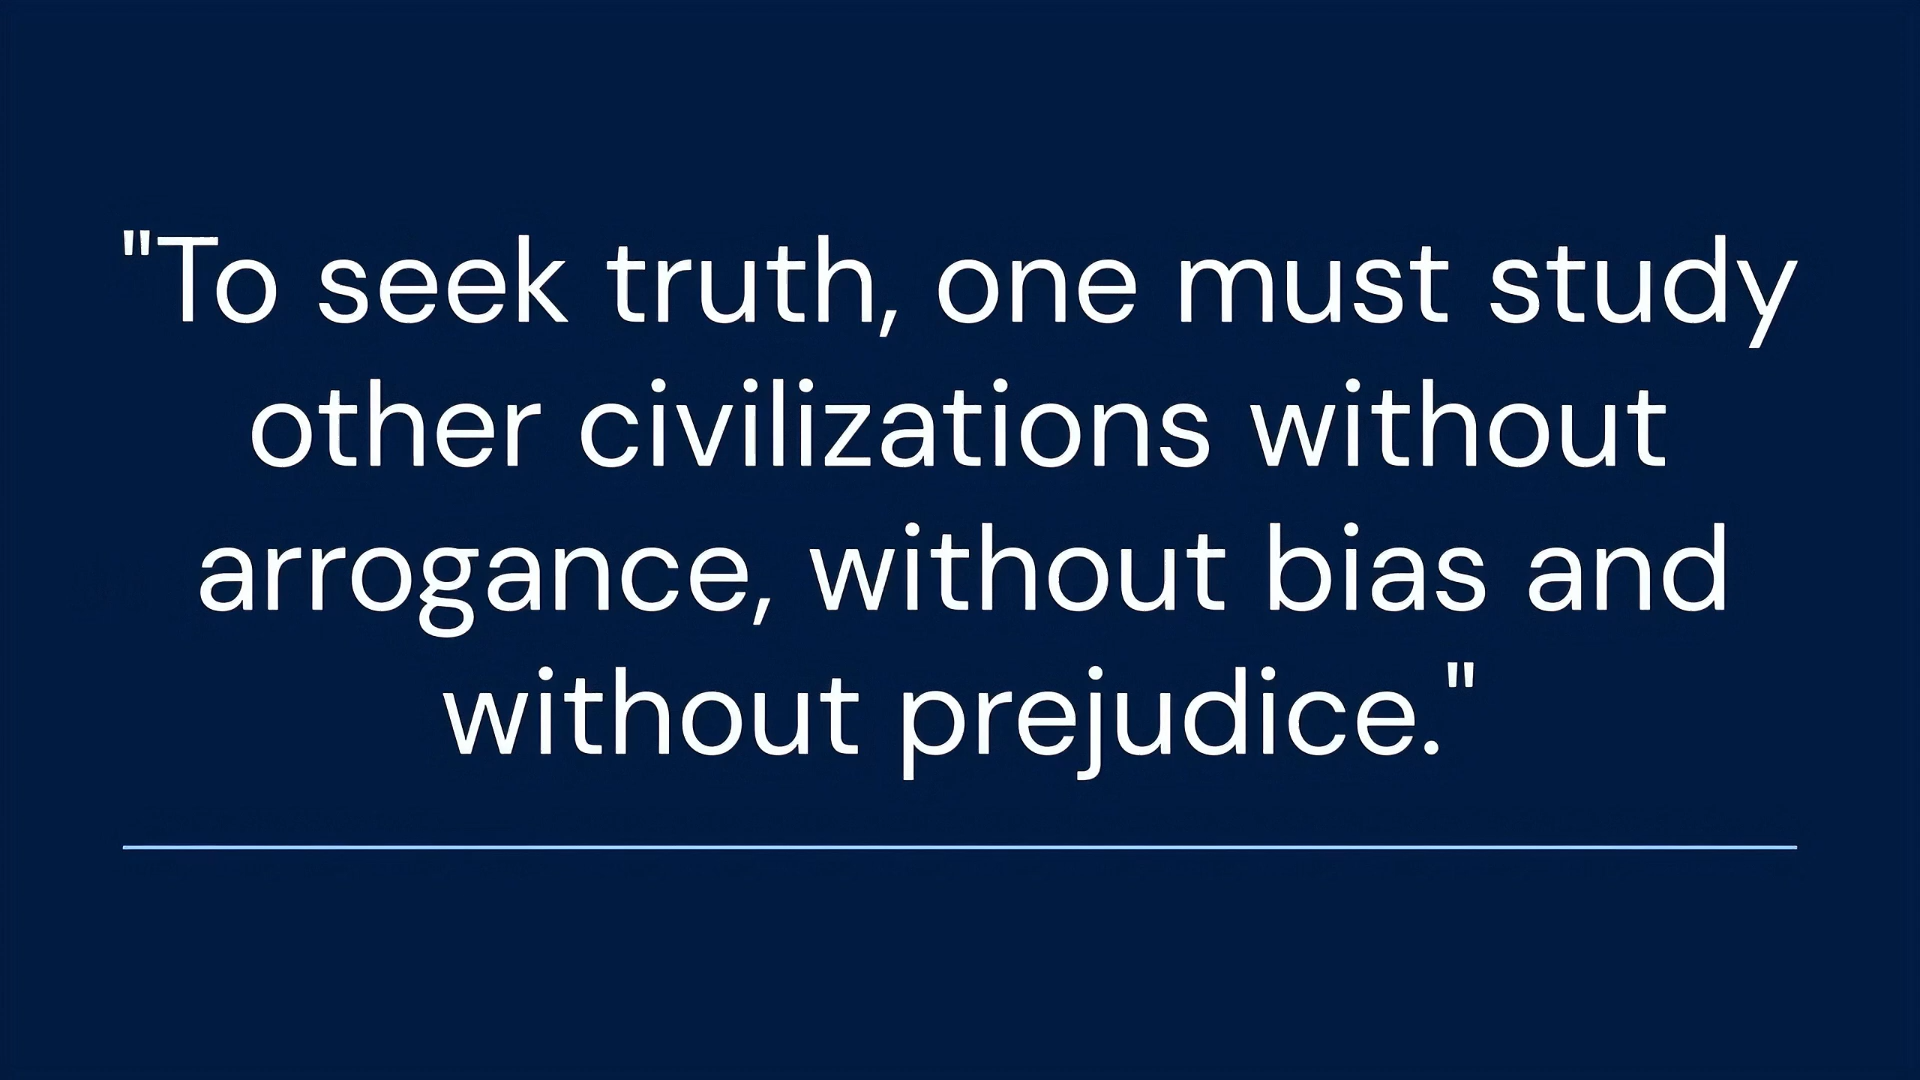 "To seek truth, one must study
other civilizations without
arrogance, without bias and
without prejudice."